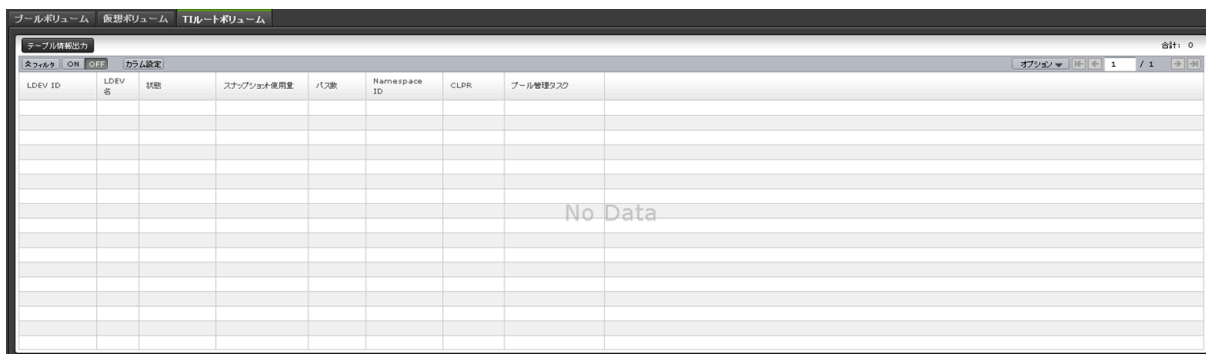 プールボリューム 仮想ボリューム TIルートボリューム
テーブル情報出力 合計: 0
フィルタ ON OFF カラム設定 オプション 1 / 1
LDEV ID LDEV名 状態 スナップショット使用量 パス数 Namespace ID CLPR プール管理タスク
No Data